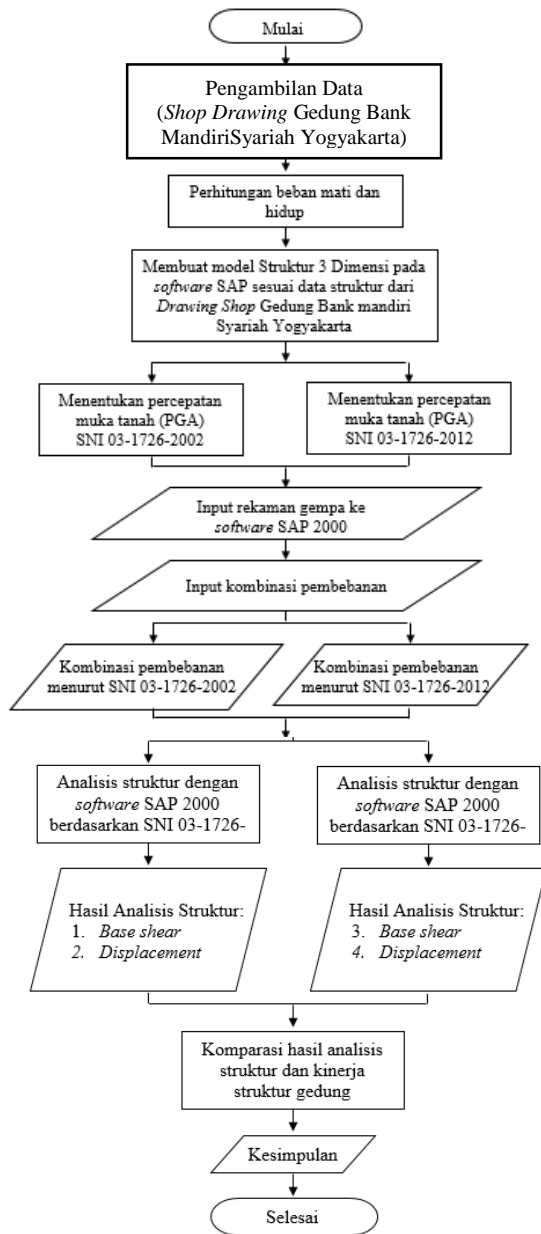 Mulai
Pengambilan Data
(Shop Drawing Gedung Bank
MandiriSyariah Yogyakarta)
Perhitungan beban mati dan
hidup
Membuat model Struktur 3 Dimensi pada
software SAP sesuai data struktur dari
Drawing Shop Gedung Bank mandiri
Syariah Yogyakarta
Menentukan percepatan
muka tanah (PGA)
SNI 03-1726-2002
Menentukan percepatan
muka tanah (PGA)
SNI 03-1726-2012
Input rekaman gempa ke
software SAP 2000
Input kombinasi pembebanan
Kombinasi pembebanan
menurut SNI 03-1726-2002
Kombinasi pembebanan
menurut SNI 03-1726-2012
Analisis struktur dengan
software SAP 2000
berdasarkan SNI 03-1726-
Analisis struktur dengan
software SAP 2000
berdasarkan SNI 03-1726-
Hasil Analisis Struktur:
1. Base shear
2. Displacement
Hasil Analisis Struktur:
3. Base shear
4. Displacement
Komparasi hasil analisis
struktur dan kinerja
struktur gedung
Kesimpulan
Selesai